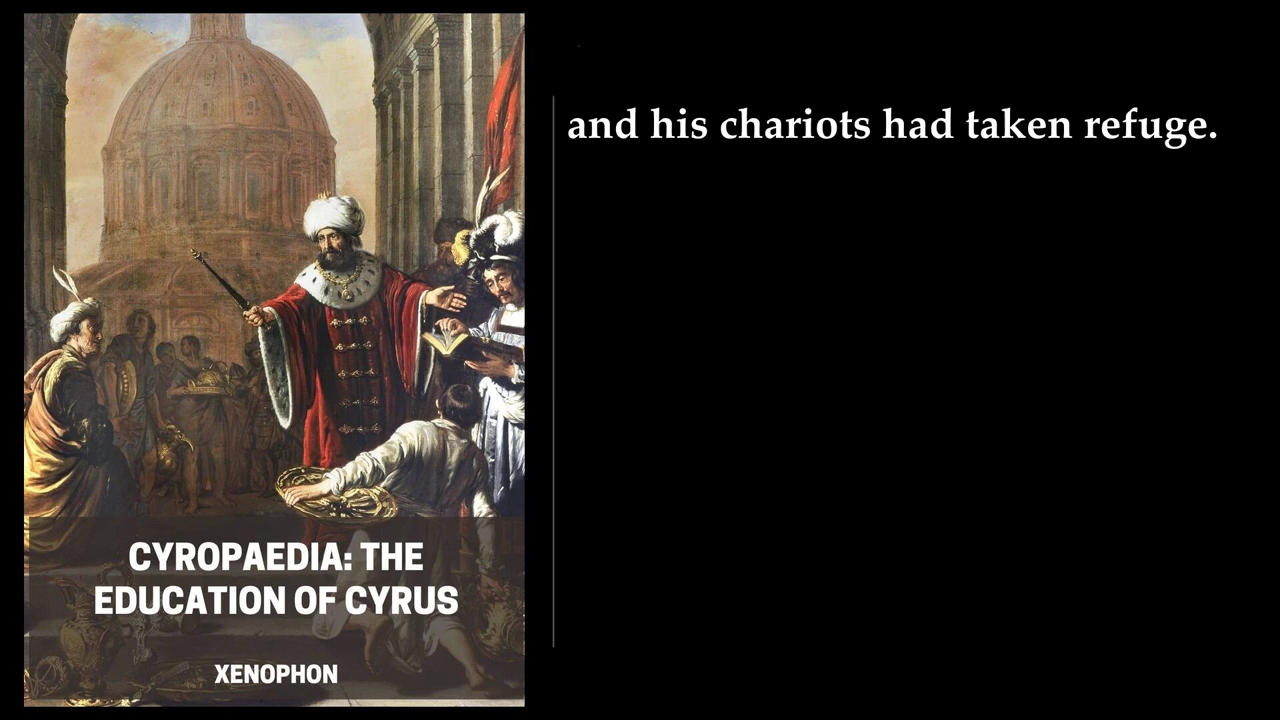 and his chariots had taken refuge.
CYROPAEDIA: THE
EDUCATION OF CYRUS
XENOPHON